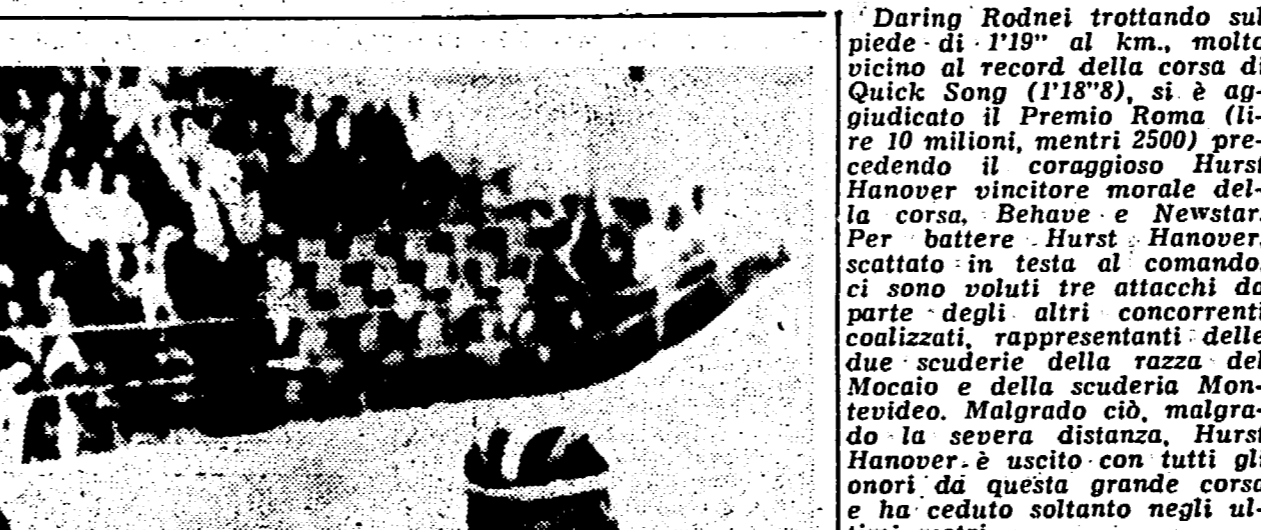 Daring Rodnei trottando sul
piede di 1'19" al km., molto
vicino al record della corsa di
Quick Song (1'18"8), si è ag-
giudicato il Premio Roma (li-
re 10 milioni, mentri 2500) pre-
cedendo il coraggioso Hurst
Hanover vincitore morale del-
la corsa, Behave e Newstar.
Per battere Hurst Hanover,
scattato in testa al comando,
ci sono voluti tre attacchi da
parte degli altri concorrenti
coalizzati, rappresentanti delle
due scuderie della razza del
Mocaio e della scuderia Mon-
tevideo. Malgrado ciò, malgra-
do la severa distanza, Hurst
Hanover è uscito con tutti gli
onori da questa grande corsa
e ha ceduto soltanto negli ul-